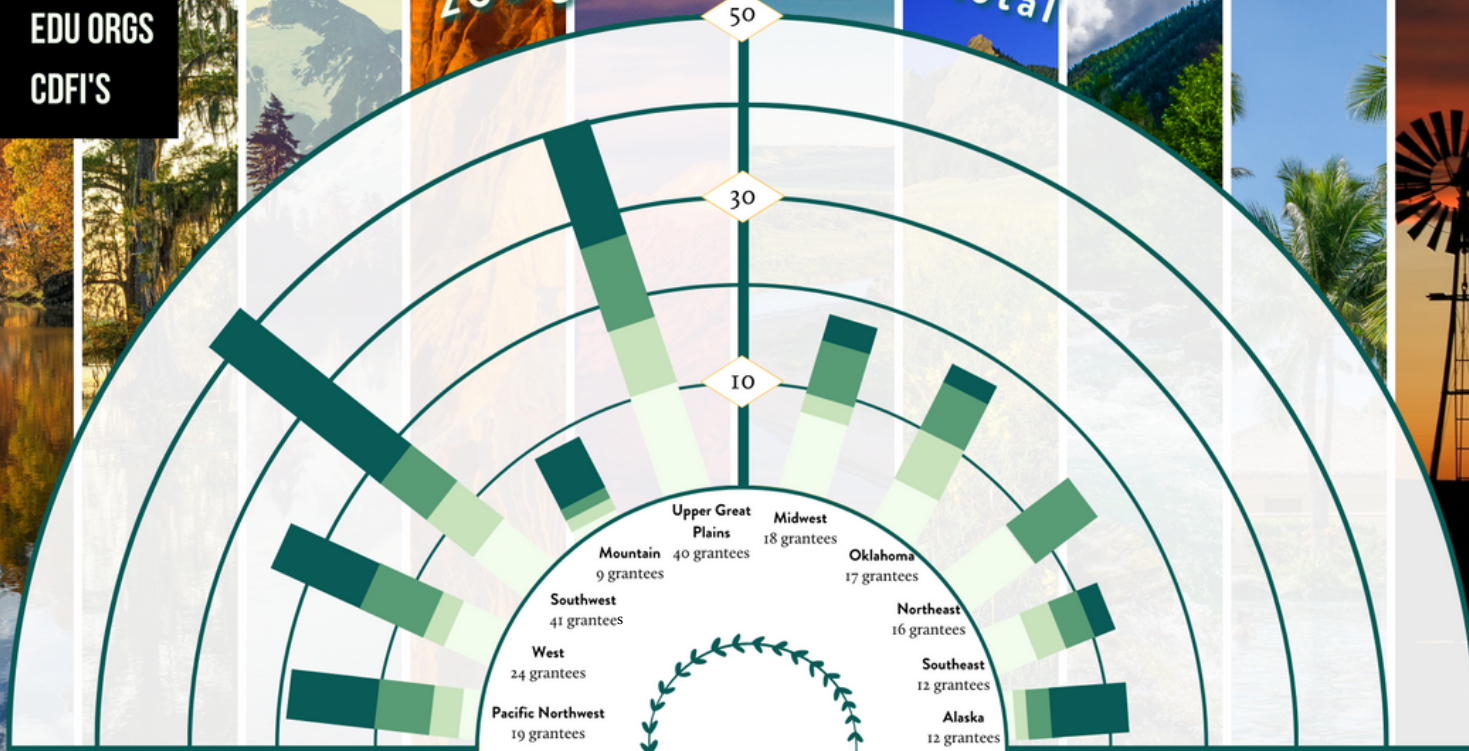 EDU ORGS
CDFI'S
50
30
10
Upper Great
Plains
40 grantees
Midwest
18 grantees
Mountain
9 grantees
Oklahoma
17 grantees
Southwest
41 grantees
Northeast
16 grantees
West
24 grantees
Southeast
12 grantees
Pacific Northwest
19 grantees
Alaska
12 grantees